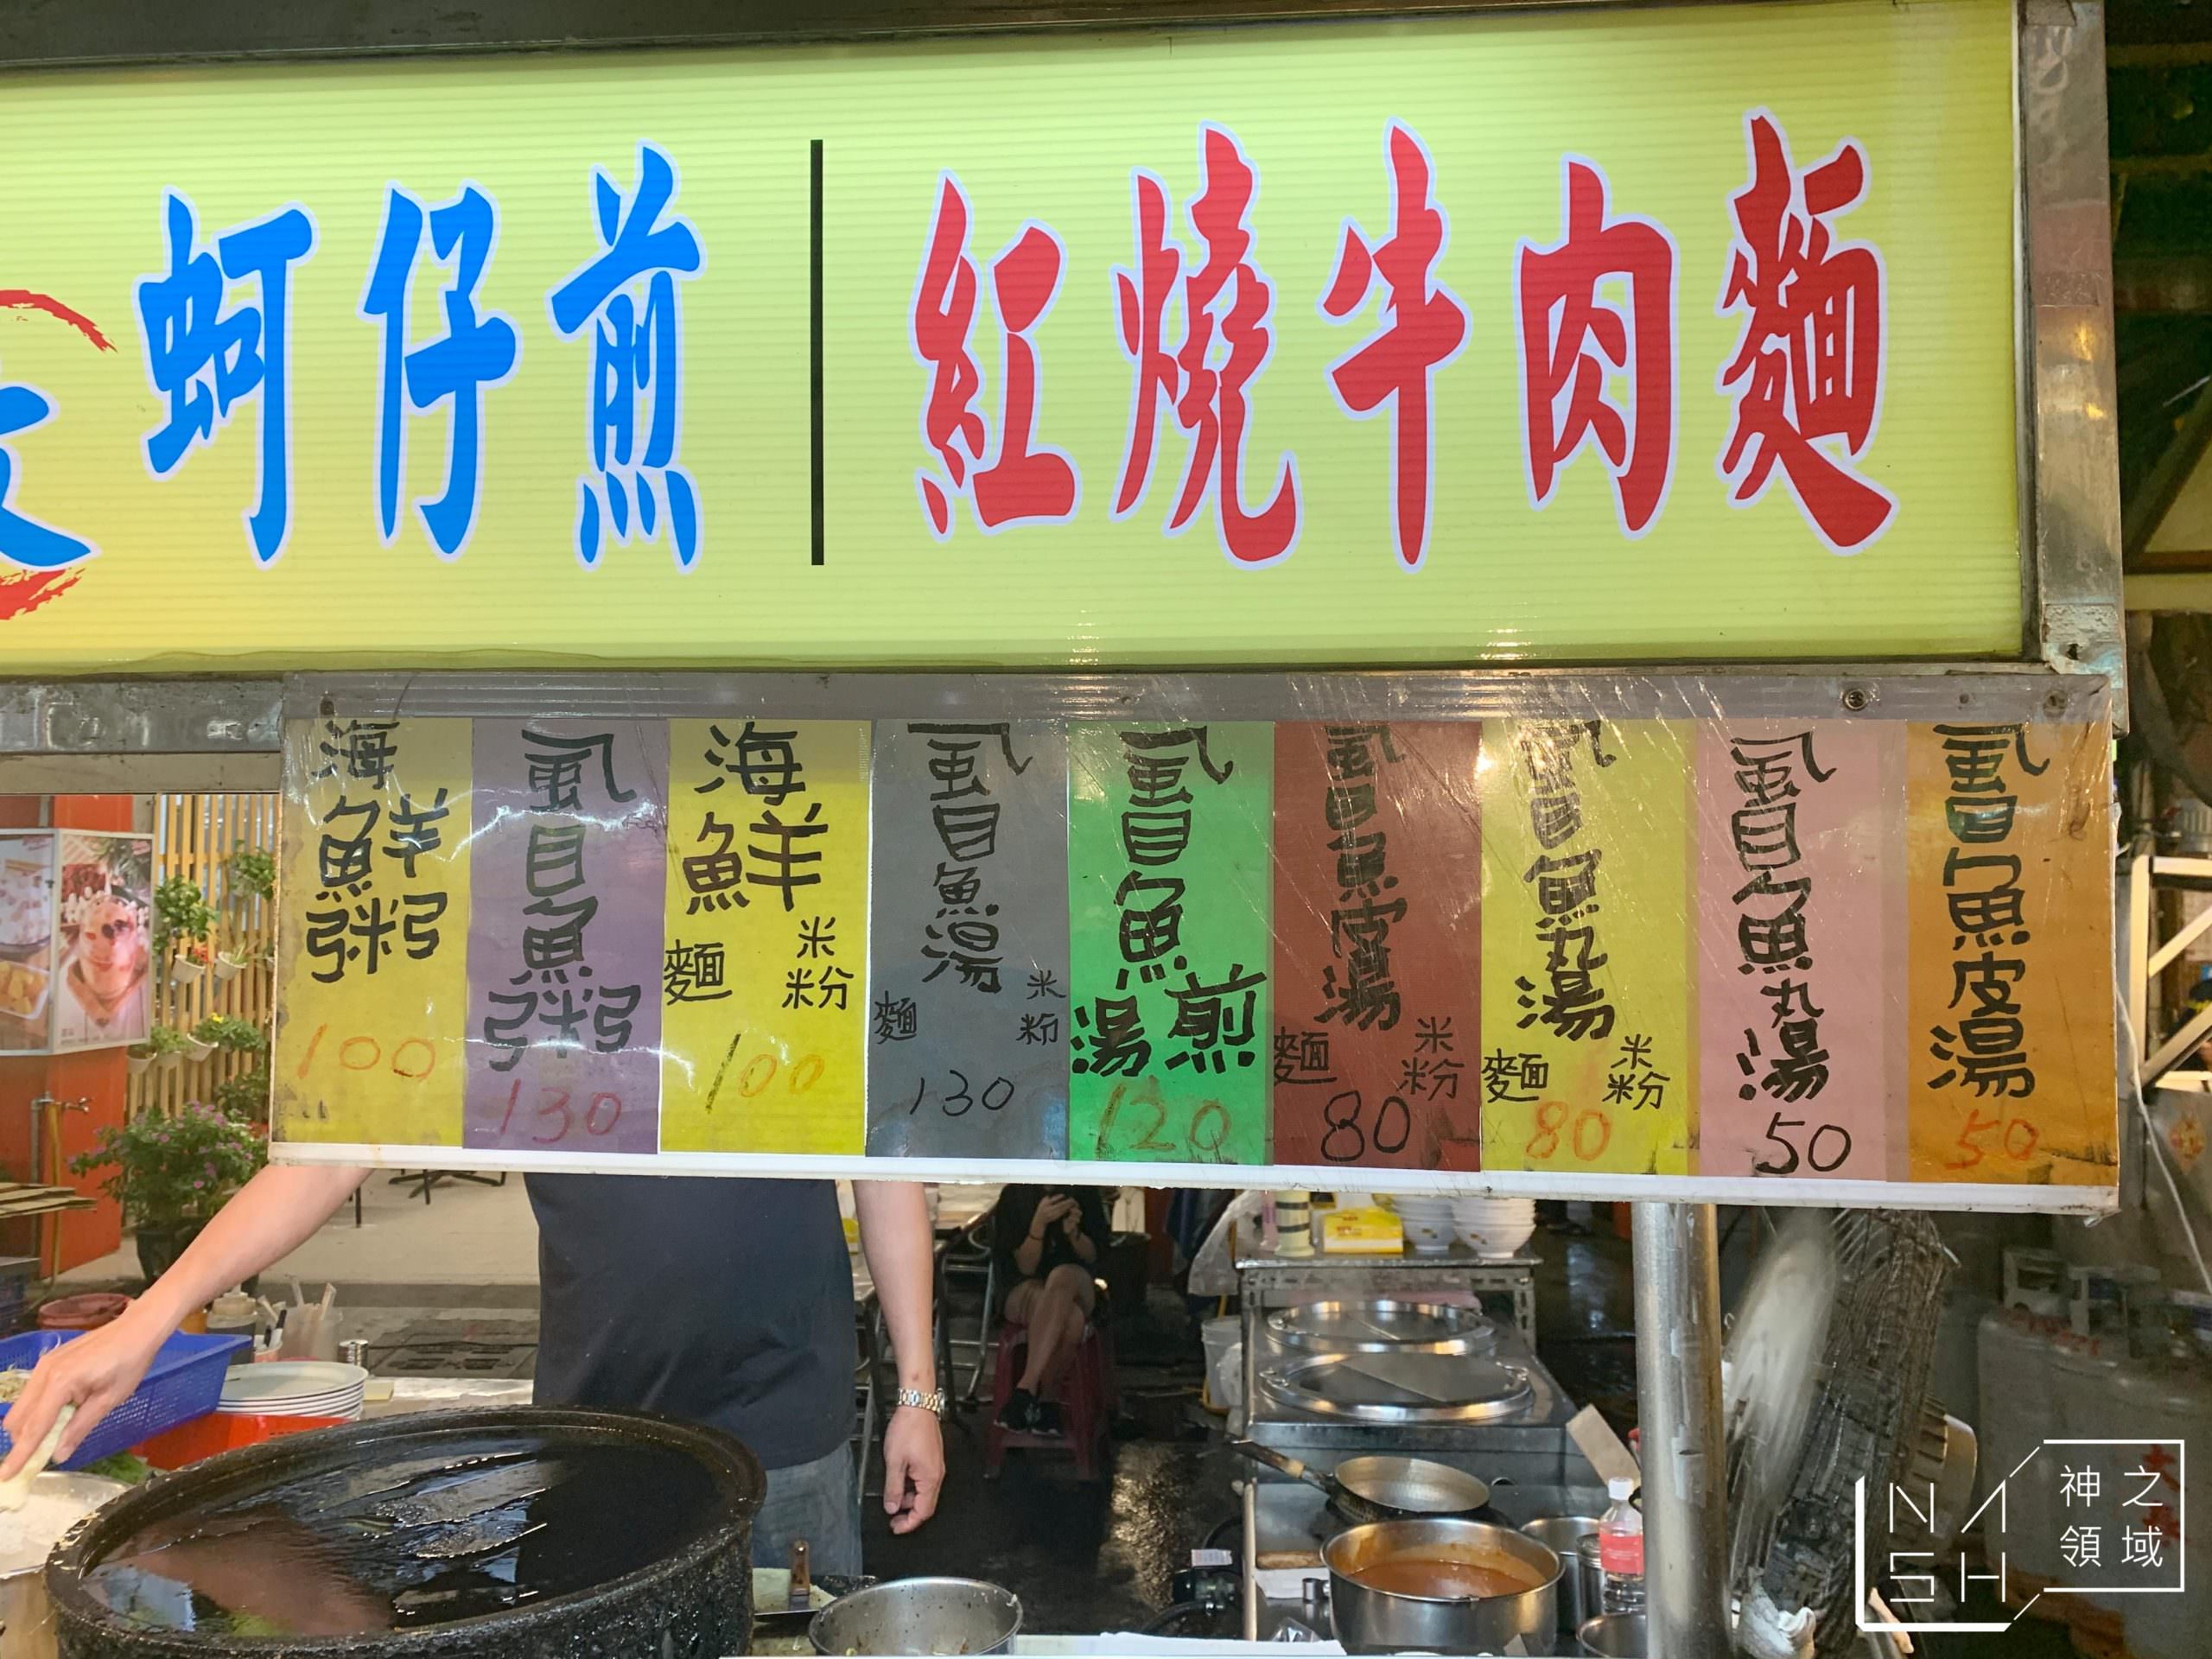 蚵仔煎
紅燒牛肉麵
海鮮粥
100
虱目魚粥
130
海鮮
麵 米粉
100
虱目魚湯
麵 米粉
130
虱目魚
湯 煎
120
虱目魚皮湯
麵 米粉
80
虱目魚丸湯
麵 米粉
80
虱目魚丸湯
50
虱目魚皮湯
50
NASH
神之領域